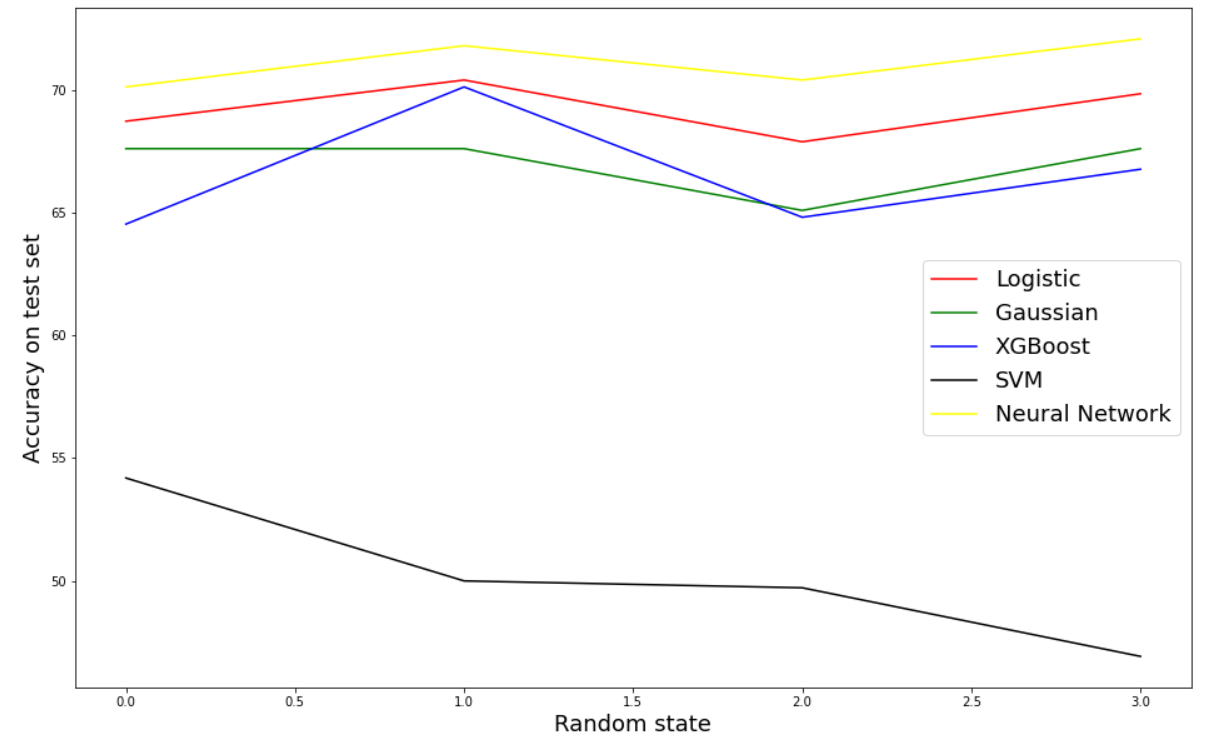 70
65
60
55
50
Accuracy on test set
Logistic
Gaussian
XGBoost
SVM
Neural Network
0.0 0.5 1.0 1.5 2.0 2.5 3.0
Random state